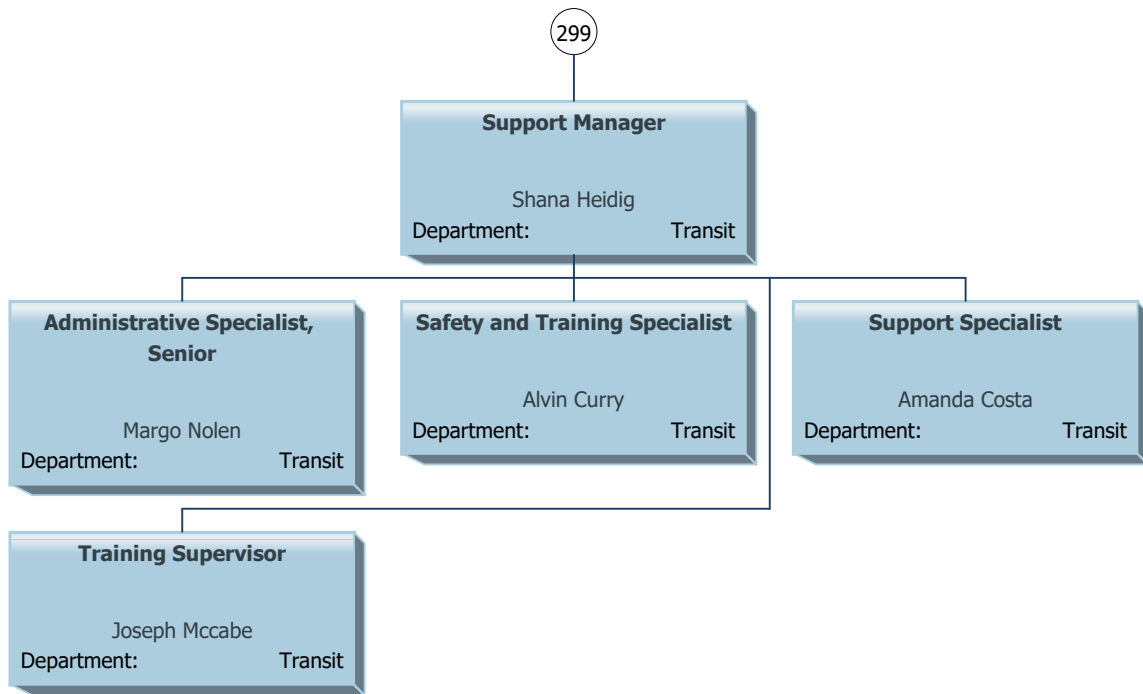 299
Support Manager
Shana Heidig
Department: Transit
Administrative Specialist,
Senior
Margo Nolen
Department: Transit
Safety and Training Specialist
Alvin Curry
Department: Transit
Support Specialist
Amanda Costa
Department: Transit
Training Supervisor
Joseph Mccabe
Department: Transit